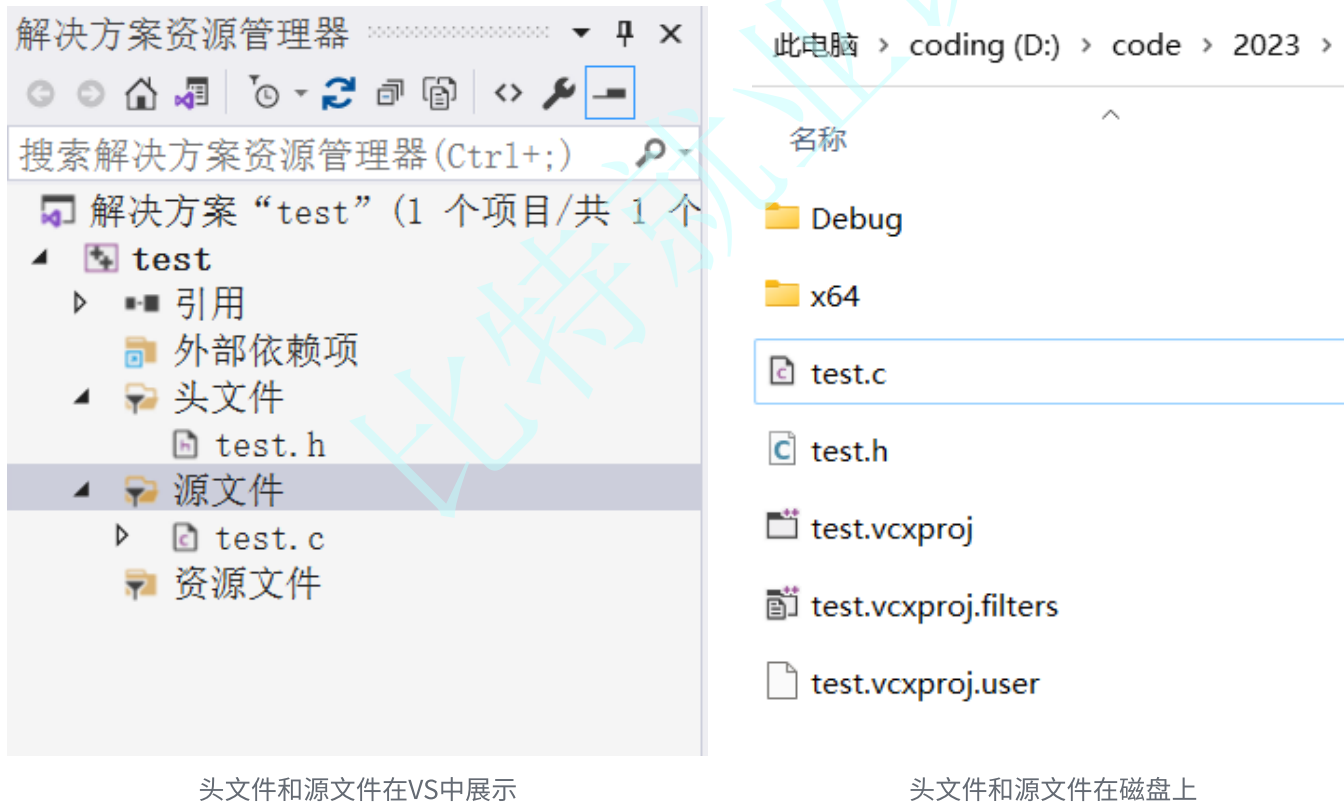 解决方案资源管理器
搜索解决方案资源管理器(Ctrl+;)
解决方案“test”(1 个项目/共 1 个
test
引用
外部依赖项
头文件
test.h
源文件
test.c
资源文件
头文件和源文件在VS中展示
此电脑 › coding (D:) › code › 2023 ›
名称
Debug
x64
test.c
test.h
test.vcxproj
test.vcxproj.filters
test.vcxproj.user
头文件和源文件在磁盘上
比特就业